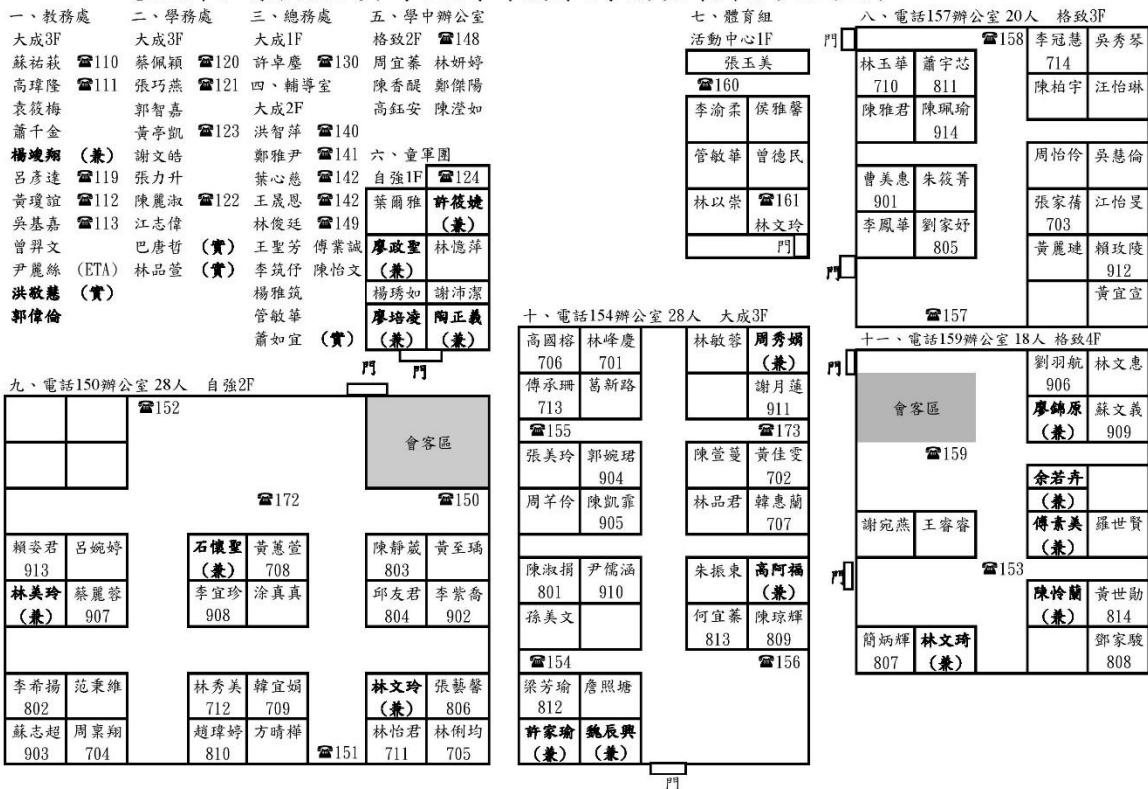 一、教務處
大成3F
蘇祐萩 ☎110
高瑋隆 ☎111
袁筱梅
蕭千金
楊竣翔 (兼)
呂彥達 ☎119
黃瓊誼 ☎112
吳基嘉 ☎113
曾羿文
尹麗絲 (ETA)
洪敬慧 (實)
郭偉倫
二、學務處
大成3F
蔡佩穎 ☎120
張巧燕 ☎121
郭智嘉
黃亭凱 ☎123
謝文皓
張力升
陳麗淑 ☎122
江志偉
巴唐哲 (實)
林品萱 (實)
三、總務處
大成1F
許卓塵 ☎130
四、輔導室
大成2F
洪智萍 ☎140
鄭雅尹 ☎141
葉心慈 ☎142
王晟恩 ☎142
林俊廷 ☎149
王聖芳 傅業誠
李筑伃 陳怡文
楊雅筑
管敏華
蕭如宜 (實)
五、學中辦公室
格致2F ☎148
周宜蓁 林妍婷
陳香醍 鄭傑陽
高鈺安 陳瀅如
六、童軍團
自強1F ☎124
葉爾雅 許筱婕
(兼)
廖政聖 林憶萍
(兼)
楊琇如 謝沛潔
廖培凌 陶正義
(兼) (兼)
門 門
七、體育組
活動中心1F
張玉美
☎160
李渝柔 侯雅馨
管敏華 曾德民
林以崇 ☎161
林文玲
門
八、電話157辦公室 20人 格致3F
門 ☎158 李冠慧 吳秀琴
714
林玉華 蕭宇芯
710 811
陳柏宇 汪怡琳
陳雅君 陳珮瑜
914
周怡伶 吳慧倫
曹美惠 朱筱菁
901
張家蒨 江怡旻
703
李鳳華 劉家妤
805
黃麗璉 賴玫陵
912
門
黃宜宣
☎157
九、電話150辦公室 28人 自強2F
門
☎152
會客區
☎172 ☎150
賴姿君 呂婉婷 石懷聖 黃蕙萱 陳靜葳 黃至瑀
913 (兼) 708 803
林美玲 蔡麗蓉 李宜珍 涂真真 邱友君 李紫喬
(兼) 907 908 804 902
李希揚 范秉維 林秀美 韓宜娟 林文玲 張藝馨
802 712 709 (兼) 806
蘇志超 周稟翔 趙瑋婷 方晴樺 ☎151 林怡君 林俐均
903 704 810 711 705
十、電話154辦公室 28人 大成3F
高國榕 林峰慶 林敏蓉 周秀娟
706 701 (兼)
傅承珊 葛新路 謝月蓮
713 911
☎155 ☎173
張美玲 郭婉珺 陳萱蔓 黃佳雯
904 702
周芊伶 陳凱霏 林品君 韓惠蘭
905 707
陳淑捐 尹儒涵 朱振東 高阿福
801 910 (兼)
孫美文 何宜蓁 陳琼輝
813 809
☎154 ☎156
梁芳瑜 詹照塘
812
許家瑜 魏辰興
(兼) (兼)
門
十一、電話159辦公室 18人 格致4F
門 劉羽航 林文惠
906
會客區 廖錦原 蘇文義
(兼) 909
☎159
余若卉
(兼)
謝宛燕 王睿睿 傅素美 羅世賢
(兼)
門 ☎153
陳怜蘭 黃世勛
(兼) 814
簡炳輝 林文琦 鄧家駿
807 (兼) 808